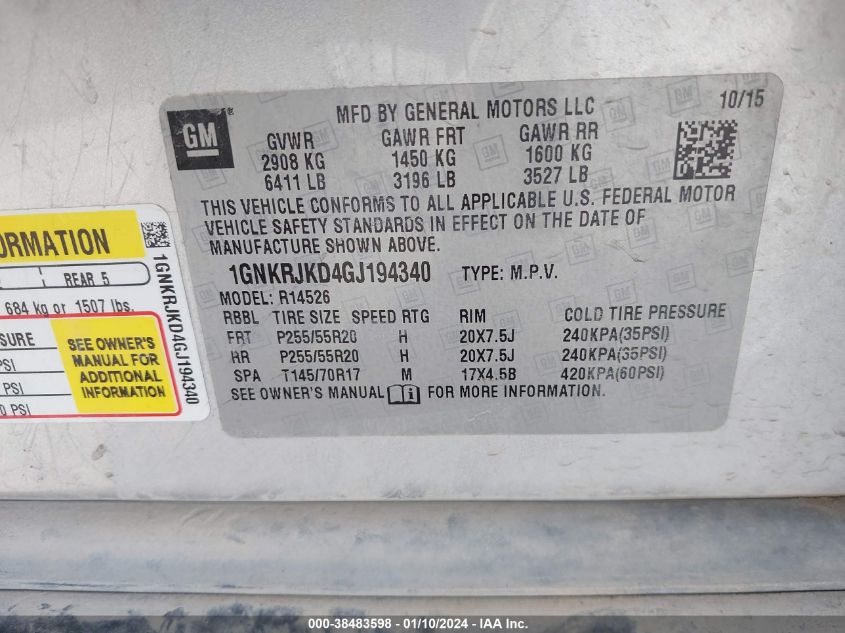 GM
MFD BY GENERAL MOTORS LLC 10/15
GVWR GAWR FRT GAWR RR
2908 KG 1450 KG 1600 KG
6411 LB 3196 LB 3527 LB
THIS VEHICLE CONFORMS TO ALL APPLICABLE U.S. FEDERAL MOTOR
VEHICLE SAFETY STANDARDS IN EFFECT ON THE DATE OF
MANUFACTURE SHOWN ABOVE.
1GNKRJKD4GJ194340 TYPE: M.P.V.
MODEL: R14526
RBBL TIRE SIZE SPEED RTG RIM COLD TIRE PRESSURE
FRT P255/55R20 H 20X7.5J 240KPA(35PSI)
RR P255/55R20 H 20X7.5J 240KPA(35PSI)
SPA T145/70R17 M 17X4.5B 420KPA(60PSI)
SEE OWNER'S MANUAL FOR MORE INFORMATION.
ORMATION
REAR 5
684 kg or 1507 lbs.
SURE
PSI
PSI
0 PSI
SEE OWNER'S
MANUAL FOR
ADDITIONAL
INFORMATION
1GNKRJKD4GJ194340
000-38483598 - 01/10/2024 - IAA Inc.